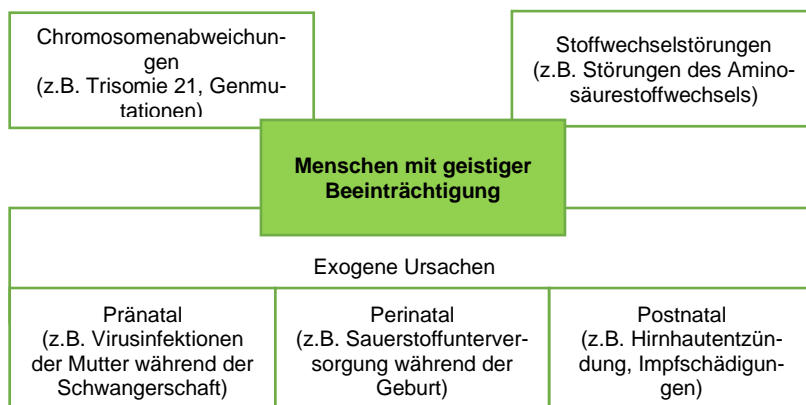 Chromosomenabweichun-
gen
(z.B. Trisomie 21, Genmu-
tationen)
Stoffwechselstörungen
(z.B. Störungen des Amino-
säurestoffwechsels)
Menschen mit geistiger
Beeinträchtigung
Exogene Ursachen
Pränatal
(z.B. Virusinfektionen
der Mutter während der
Schwangerschaft)
Perinatal
(z.B. Sauerstoffunterver-
sorgung während der
Geburt)
Postnatal
(z.B. Hirnhautentzün-
dung, Impfschädigun-
gen)